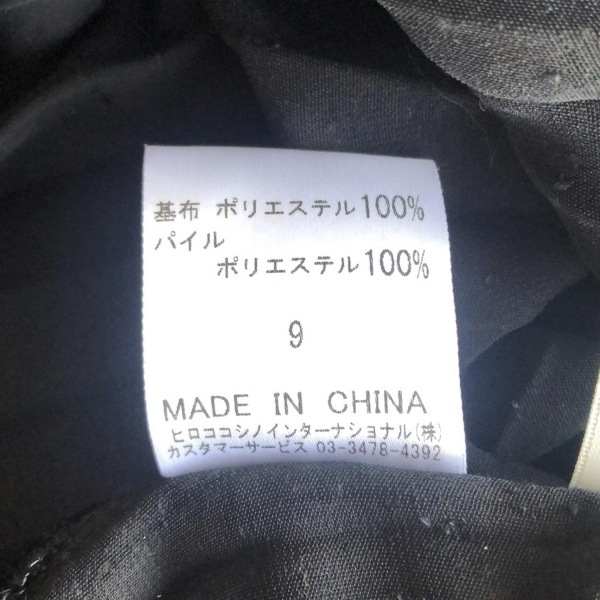 基布 ポリエステル100%
パイル
ポリエステル100%
9
MADE IN CHINA
ヒロココシノインターナショナル(株)
カスタマーサービス 03-3478-4392